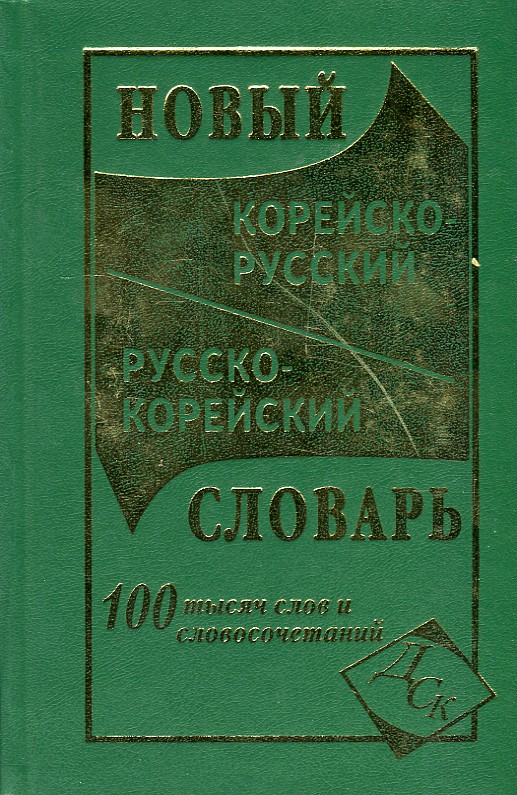 НОВЫЙ
КОРЕЙСКО-
РУССКИЙ
РУССКО-
КОРЕЙСКИЙ
СЛОВАРЬ
100 тысяч слов и
словосочетаний
ДСК